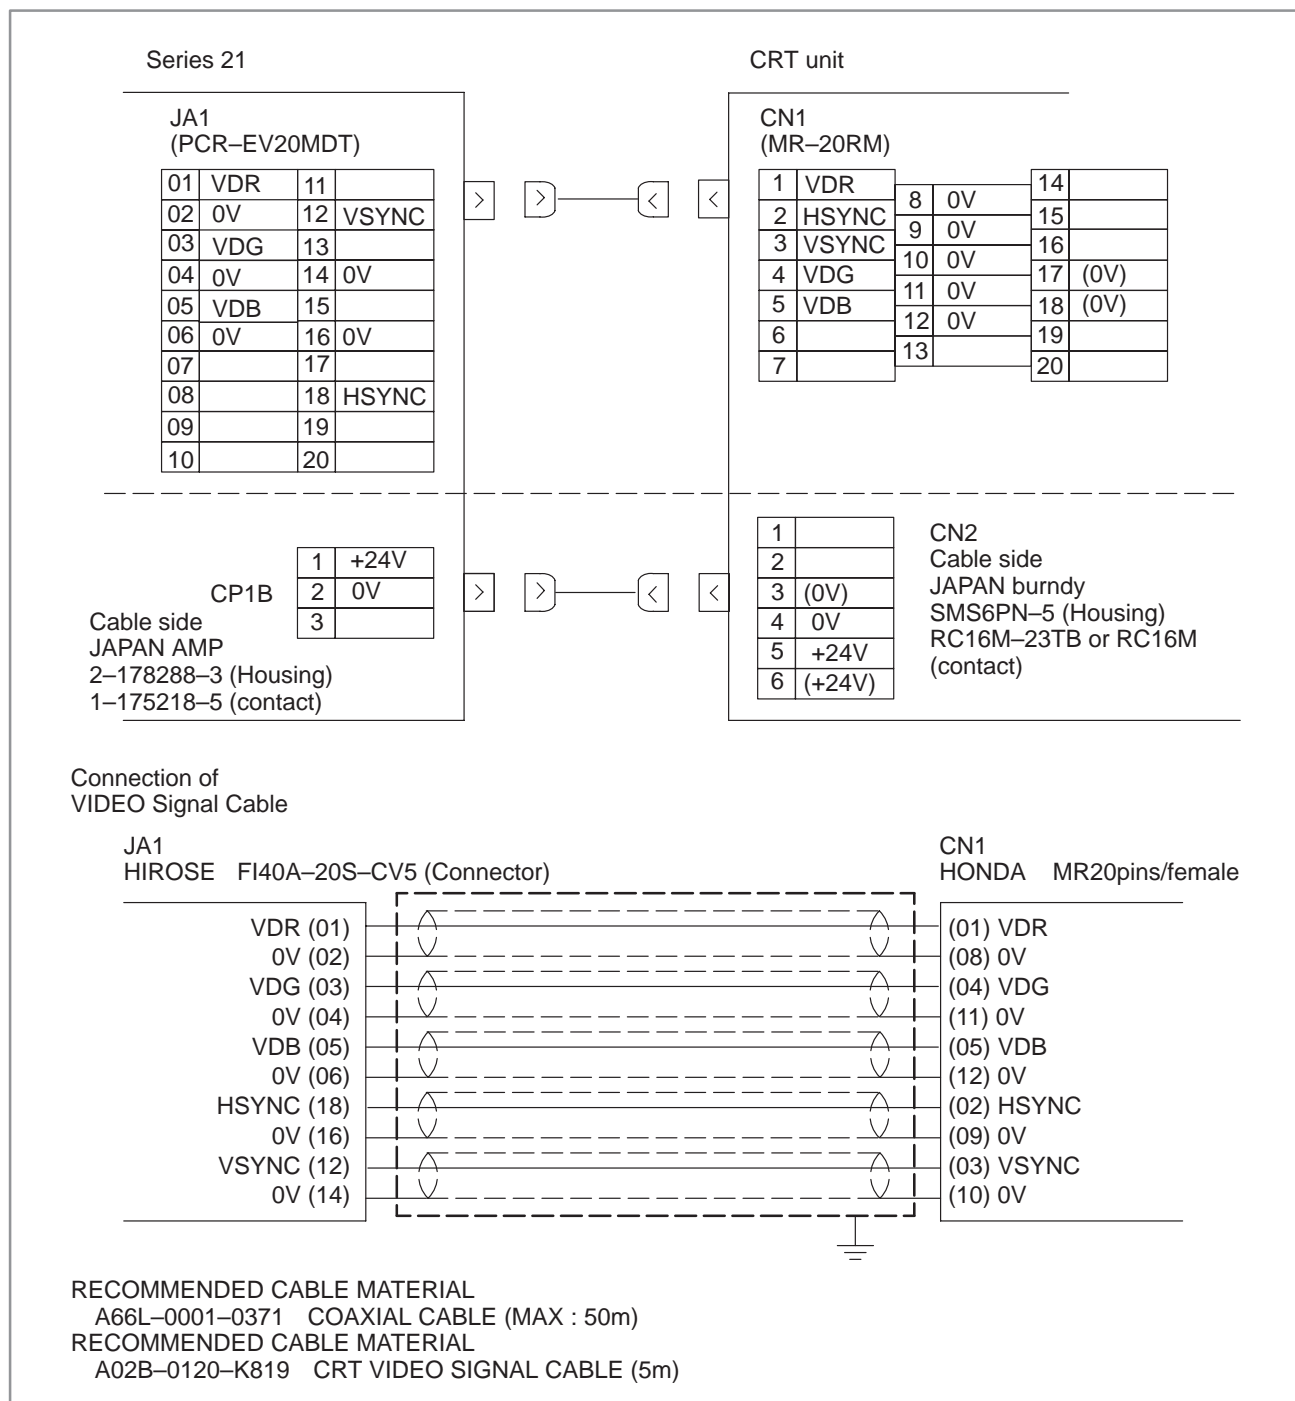 Series 21
CRT unit
JA1
(PCR–EV20MDT)
01 VDR 11
02 0V 12 VSYNC
03 VDG 13
04 0V 14 0V
05 VDB 15
06 0V 16 0V
07 17
08 18 HSYNC
09 19
10 20
CN1
(MR–20RM)
1 VDR
2 HSYNC
3 VSYNC
4 VDG
5 VDB
6
7
8 0V
9 0V
10 0V
11 0V
12 0V
13
14
15
16
17 (0V)
18 (0V)
19
20
CP1B
1 +24V
2 0V
3
Cable side
JAPAN AMP
2–178288–3 (Housing)
1–175218–5 (contact)
1
2
3 (0V)
4 0V
5 +24V
6 (+24V)
CN2
Cable side
JAPAN burndy
SMS6PN–5 (Housing)
RC16M–23TB or RC16M
(contact)
Connection of
VIDEO Signal Cable
JA1
HIROSE FI40A–20S–CV5 (Connector)
CN1
HONDA MR20pins/female
VDR (01)
0V (02)
VDG (03)
0V (04)
VDB (05)
0V (06)
HSYNC (18)
0V (16)
VSYNC (12)
0V (14)
(01) VDR
(08) 0V
(04) VDG
(11) 0V
(05) VDB
(12) 0V
(02) HSYNC
(09) 0V
(03) VSYNC
(10) 0V
RECOMMENDED CABLE MATERIAL
A66L–0001–0371 COAXIAL CABLE (MAX : 50m)
RECOMMENDED CABLE MATERIAL
A02B–0120–K819 CRT VIDEO SIGNAL CABLE (5m)